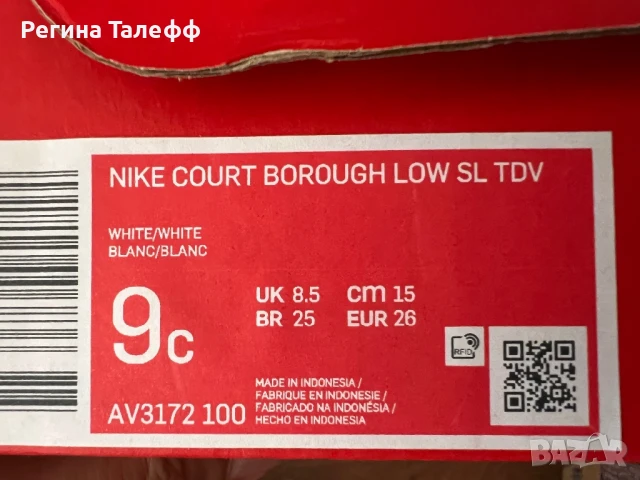 Регина Талефф
NIKE COURT BOROUGH LOW SL TDV
WHITE/WHITE
BLANC/BLANC
9c
UK 8.5 cm 15
BR 25 EUR 26
RFID
MADE IN INDONESIA /
FABRIQUE EN INDONESIE /
FABRICADO NA INDONÉSIA /
HECHO EN INDONESIA
AV3172 100
BAZAR